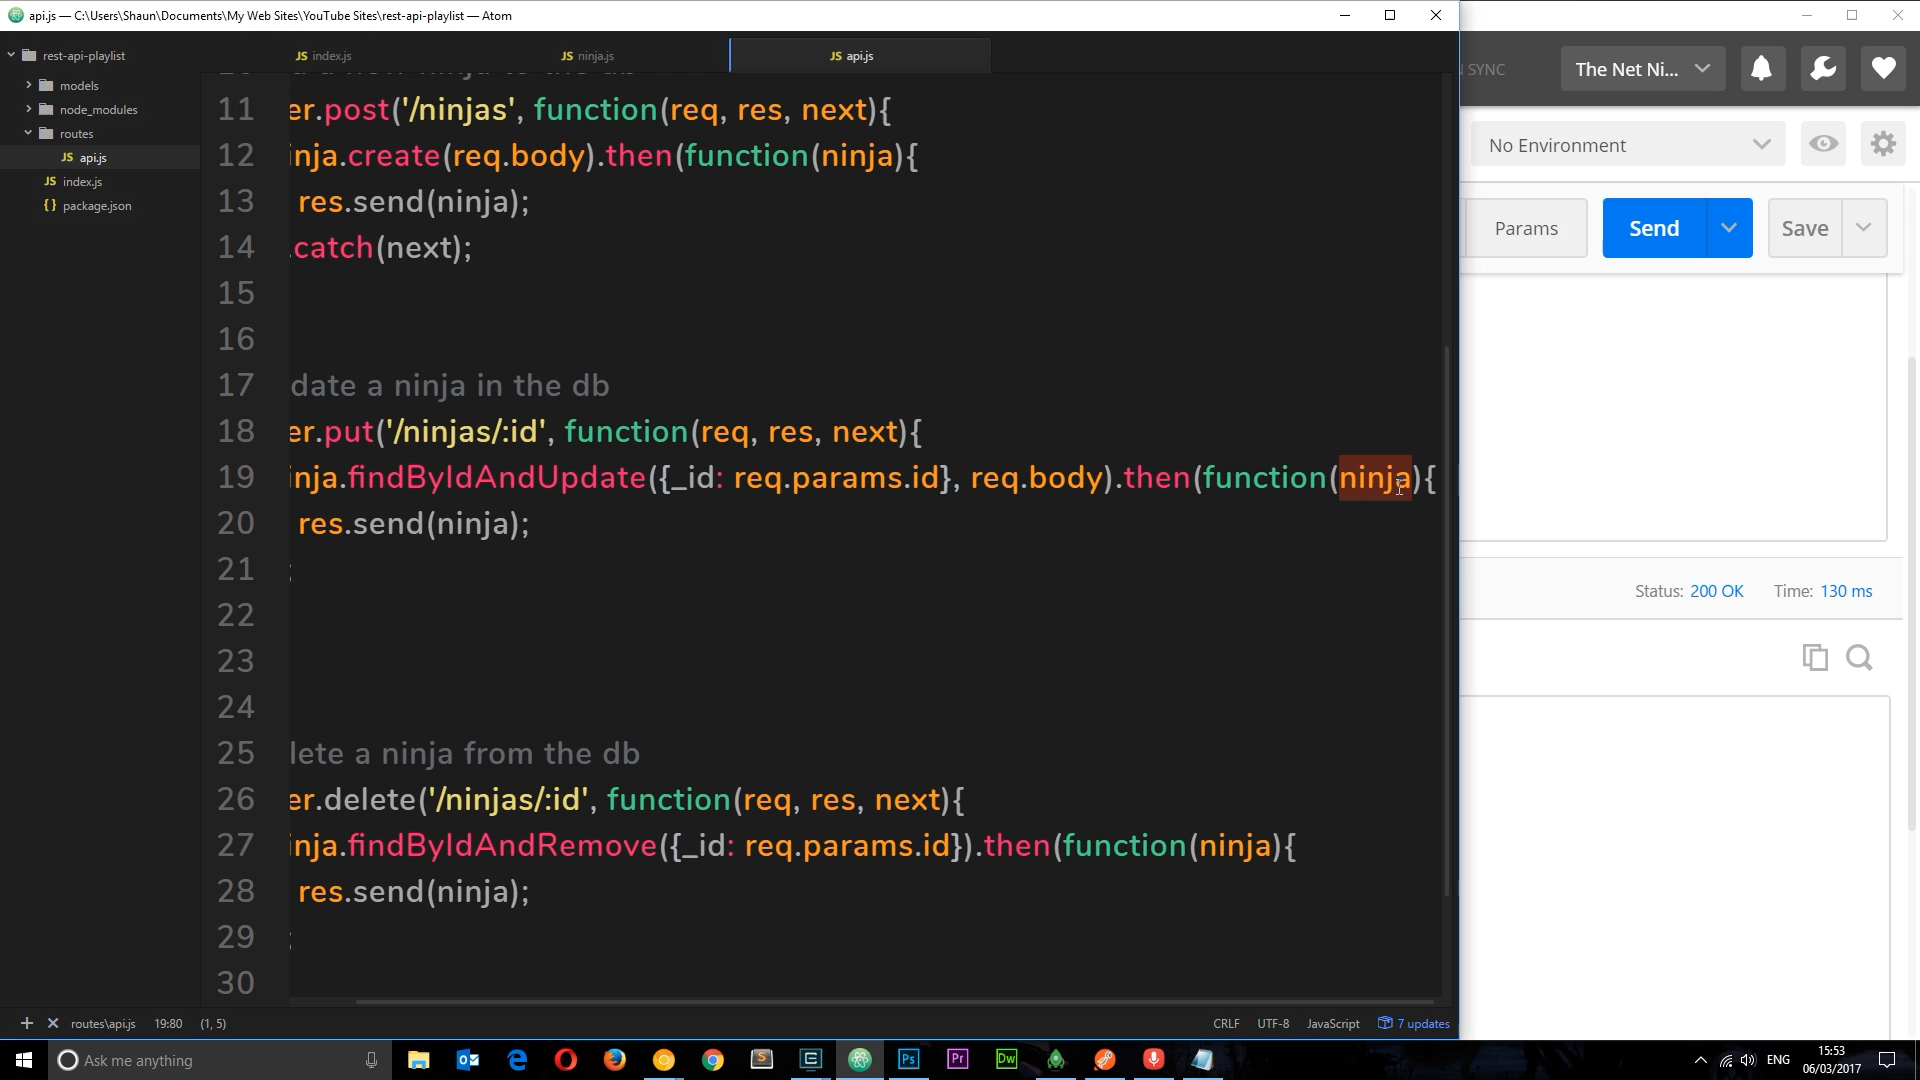 api.js — C:\Users\Shaun\Documents\My Web Sites\YouTube Sites\rest-api-playlist — Atom
rest-api-playlist
models
node_modules
routes
JS api.js
JS index.js
{} package.json
JS index.js
JS ninja.js
JS api.js
11 er.post('/ninjas', function(req, res, next){
12 inja.create(req.body).then(function(ninja){
13 res.send(ninja);
14 .catch(next);
15
16
17 date a ninja in the db
18 er.put('/ninjas/:id', function(req, res, next){
19 inja.findByIdAndUpdate({_id: req.params.id}, req.body).then(function(ninja){
20 res.send(ninja);
21 ;
22
23
24
25 lete a ninja from the db
26 er.delete('/ninjas/:id', function(req, res, next){
27 inja.findByIdAndRemove({_id: req.params.id}).then(function(ninja){
28 res.send(ninja);
29 ;
30
routes\api.js 19:80 (1, 5)
CRLF UTF-8 JavaScript 7 updates
SYNC
The Net Ni...
No Environment
Params
Send
Save
Status: 200 OK Time: 130 ms
Ask me anything
Ps
Pr
Dw
ENG
15:53
06/03/2017